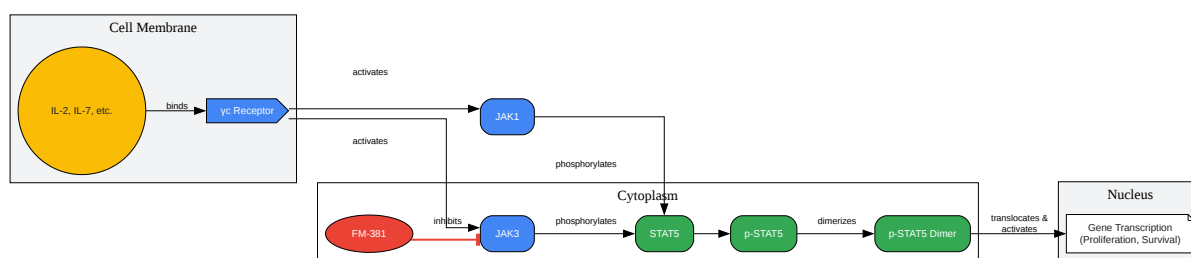 Cell Membrane
IL-2, IL-7, etc.
binds
γc Receptor
activates
activates
JAK1
phosphorylates
Cytoplasm
FM-381
inhibits
JAK3
phosphorylates
STAT5
p-STAT5
dimerizes
p-STAT5 Dimer
translocates &
activates
Nucleus
Gene Transcription
(Proliferation, Survival)